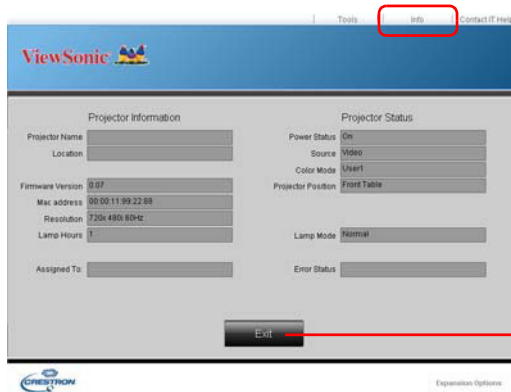 Tools Info Contact IT Help
ViewSonic
Projector Information Projector Status
Projector Name Power Status On
Location Source Video
Color Mode User1
Firmware Version 0.07 Projector Position Front Table
Mac address 00:00:11:99:22:88
Resolution 720x 480i 60Hz
Lamp Hours 1 Lamp Mode Normal
Assigned To: Error Status
Exit
CRESTRON Expansion Options